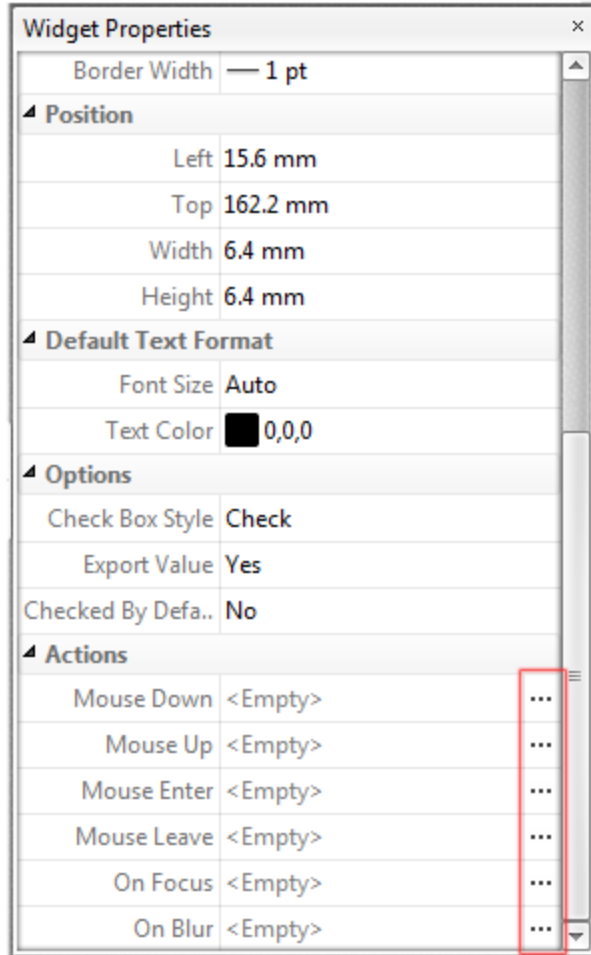 Widget Properties
Border Width 1 pt
Position
Left 15.6 mm
Top 162.2 mm
Width 6.4 mm
Height 6.4 mm
Default Text Format
Font Size Auto
Text Color 0,0,0
Options
Check Box Style Check
Export Value Yes
Checked By Defa.. No
Actions
Mouse Down <Empty> ...
Mouse Up <Empty> ...
Mouse Enter <Empty> ...
Mouse Leave <Empty> ...
On Focus <Empty> ...
On Blur <Empty> ...